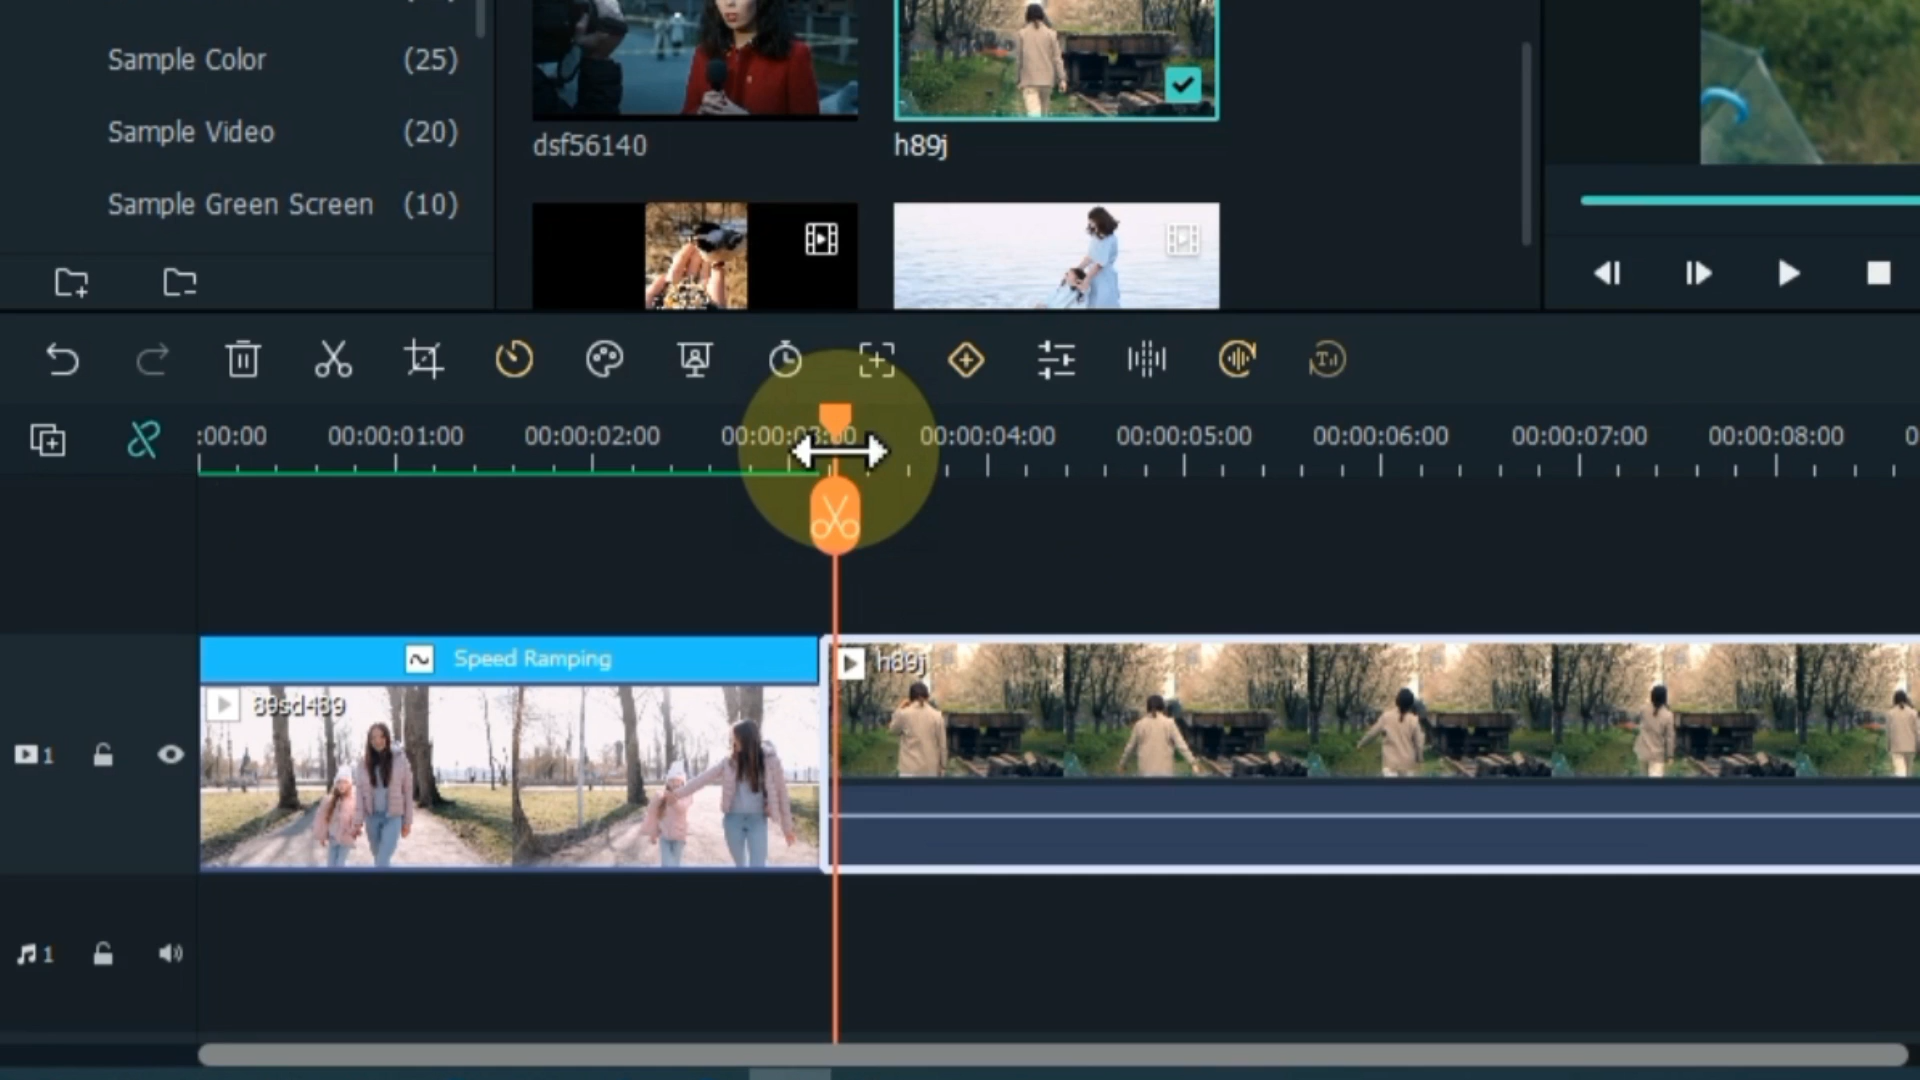 Sample Color (25)
Sample Video (20)
Sample Green Screen (10)
dsf56140
h89j
:00:00 00:00:01:00 00:00:02:00 00:00:03:00 00:00:04:00 00:00:05:00 00:00:06:00 00:00:07:00 00:00:08:00 0
Speed Ramping
89sd489
h89j
1
1